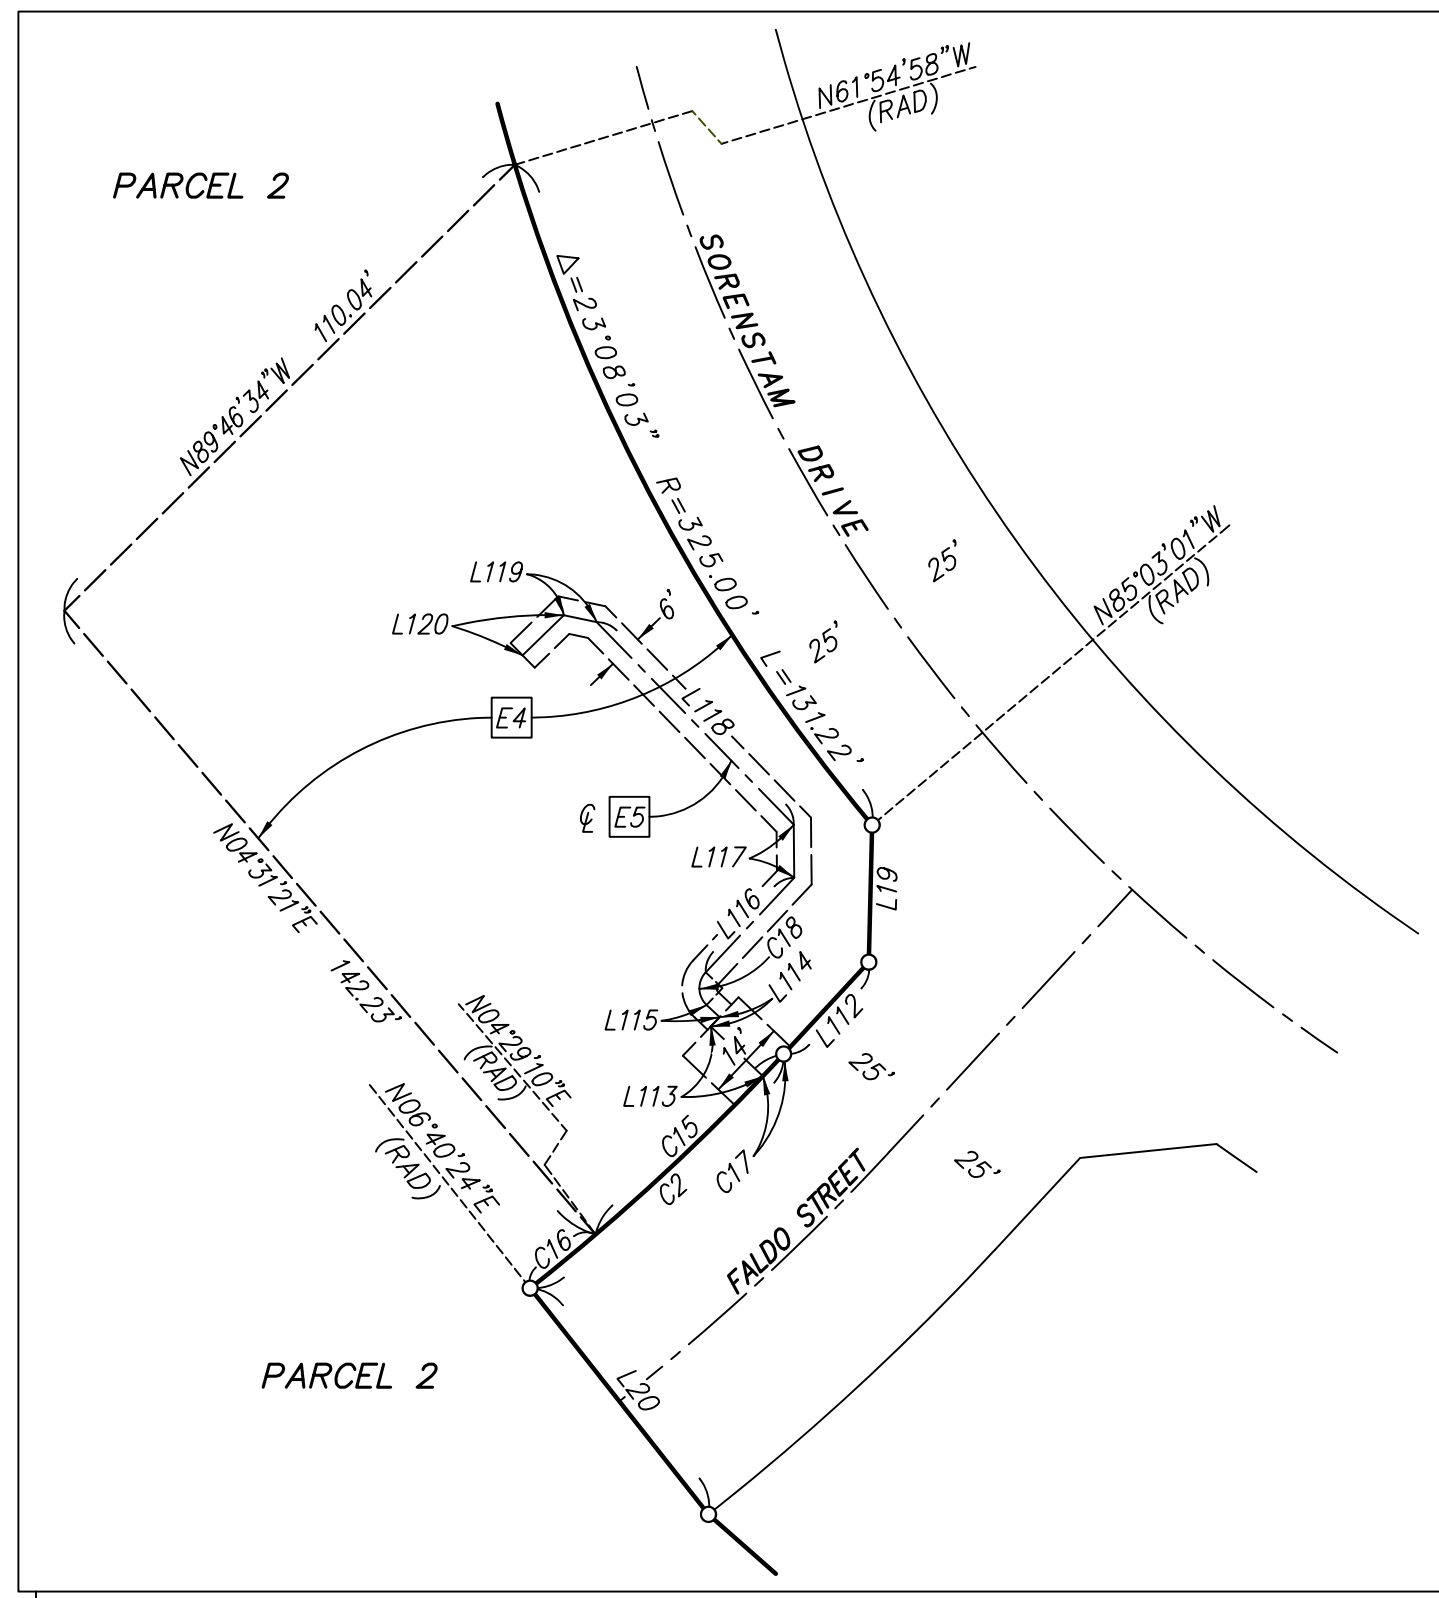 N61°54'58"W
(RAD)
PARCEL 2
SORENSTAM DRIVE
Δ=23°08'03" R=325.00' L=131.22'
110.04'
N89°46'34"W
25'
25'
N85°03'01"W
(RAD)
L119
6'
L120
L118
E4
℄ E5
L117
N04°31'21"E
142.23'
L19
L116
C18
L114
L115
N04°29'10"E
(RAD)
L112
14'
25'
L113
N06°40'24"E
(RAD)
C15
C17
C2
25'
C16
FALDO STREET
PARCEL 2
L20